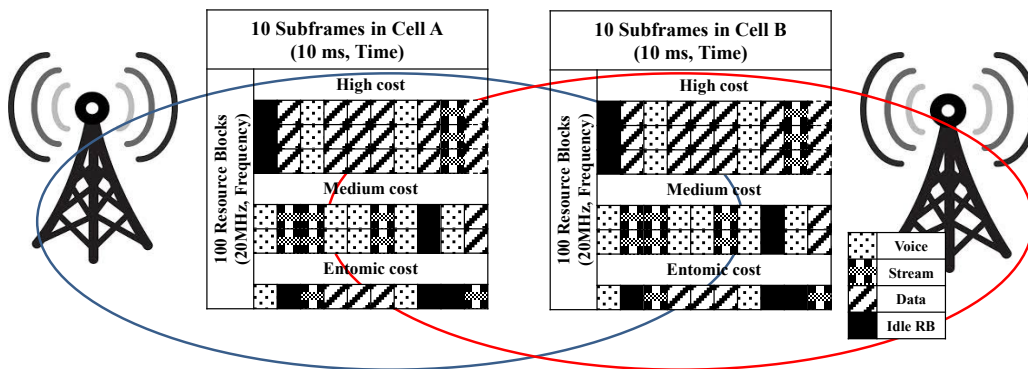 10 Subframes in Cell A
(10 ms, Time)
100 Resource Blocks
(20MHz, Frequency)
High cost
Medium cost
Entomic cost
10 Subframes in Cell B
(10 ms, Time)
100 Resource Blocks
(20MHz, Frequency)
High cost
Medium cost
Entomic cost
Voice
Stream
Data
Idle RB